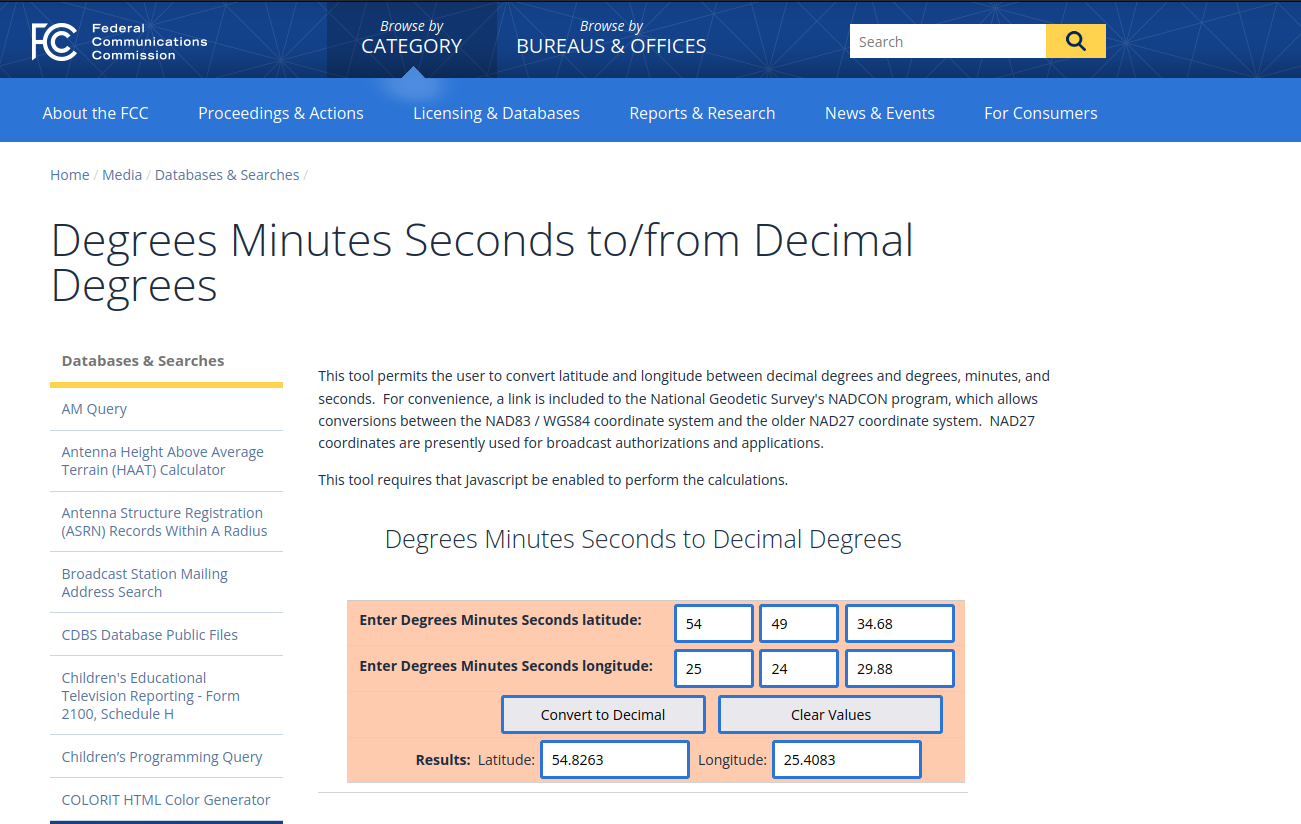 FCC
Federal
Communications
Commission
Browse by
CATEGORY
Browse by
BUREAUS & OFFICES
Search
About the FCC
Proceedings & Actions
Licensing & Databases
Reports & Research
News & Events
For Consumers
Home / Media / Databases & Searches /
Degrees Minutes Seconds to/from Decimal
Degrees
Databases & Searches
AM Query
Antenna Height Above Average
Terrain (HAAT) Calculator
Antenna Structure Registration
(ASRN) Records Within A Radius
Broadcast Station Mailing
Address Search
CDBS Database Public Files
Children's Educational
Television Reporting - Form
2100, Schedule H
Children’s Programming Query
COLORIT HTML Color Generator
This tool permits the user to convert latitude and longitude between decimal degrees and degrees, minutes, and
seconds.  For convenience, a link is included to the National Geodetic Survey's NADCON program, which allows
conversions between the NAD83 / WGS84 coordinate system and the older NAD27 coordinate system.  NAD27
coordinates are presently used for broadcast authorizations and applications.
This tool requires that Javascript be enabled to perform the calculations.
Degrees Minutes Seconds to Decimal Degrees
Enter Degrees Minutes Seconds latitude: 54 49 34.68
Enter Degrees Minutes Seconds longitude: 25 24 29.88
Convert to Decimal Clear Values
Results: Latitude: 54.8263 Longitude: 25.4083